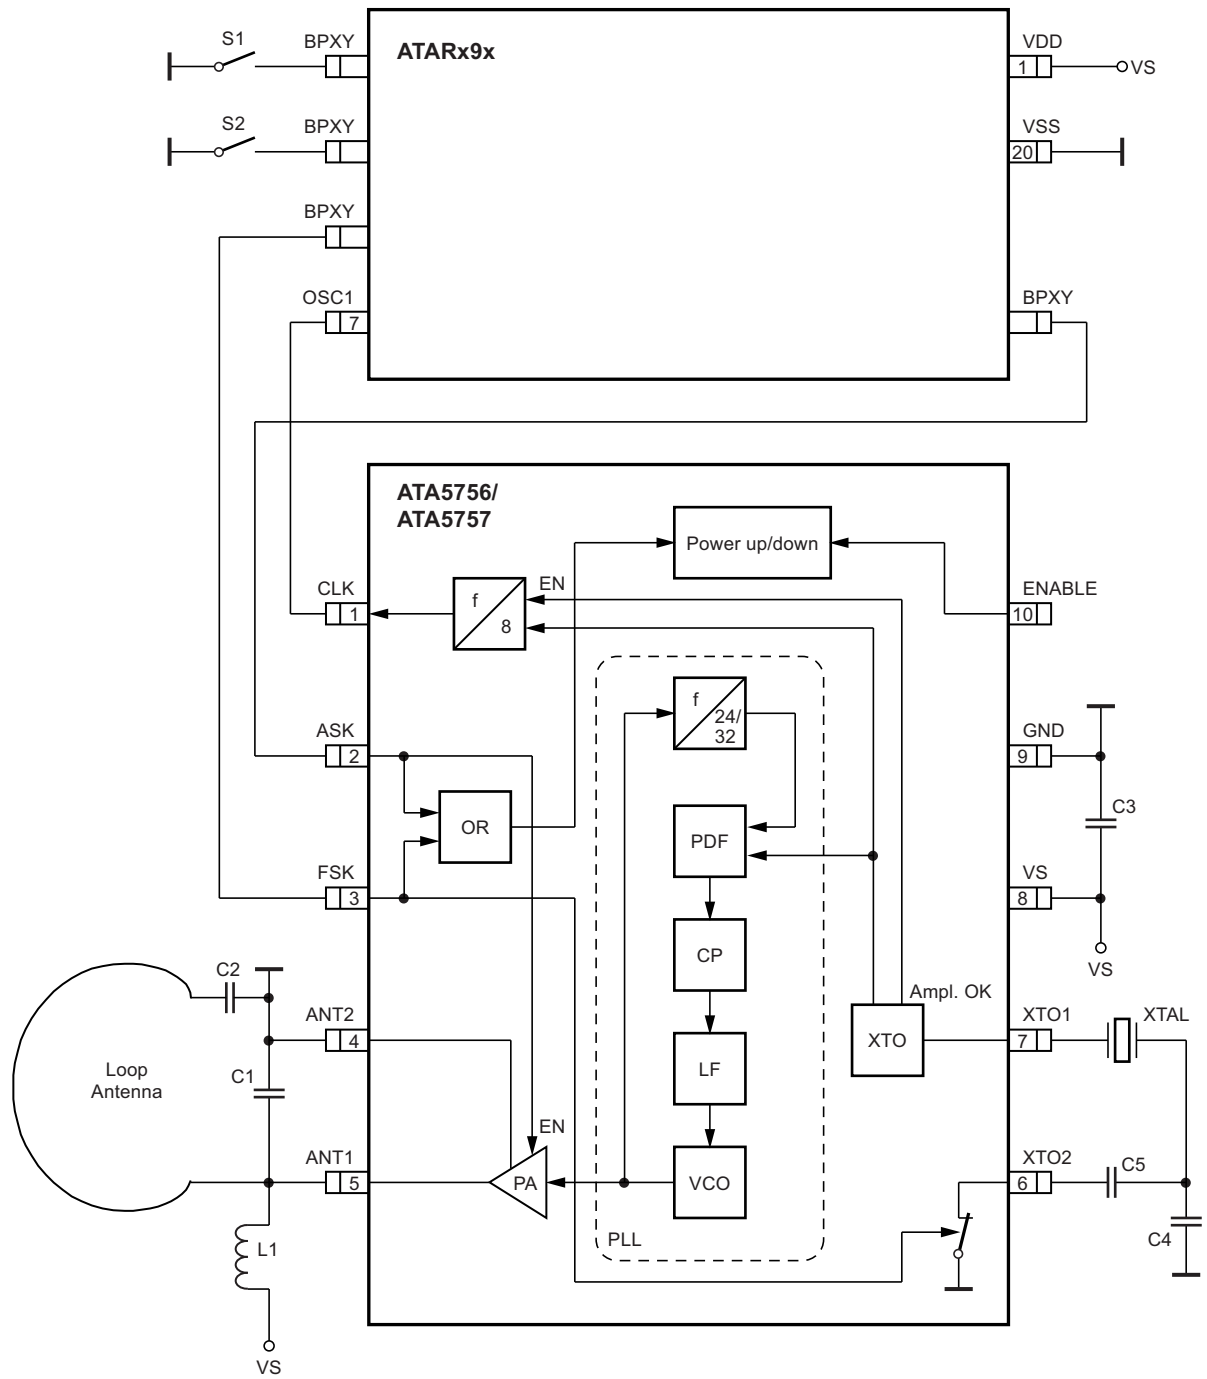 S1
BPXY
ATARx9x
VDD
1
VS
S2
BPXY
VSS
20
BPXY
OSC1
7
BPXY
ATA5756/
ATA5757
Power up/down
CLK
1
f
8
EN
ENABLE
10
f
24/
32
ASK
2
GND
9
C3
OR
PDF
FSK
3
VS
8
CP
VS
C2
Ampl. OK
ANT2
4
XTO
XTO1
7
XTAL
Loop
Antenna
C1
LF
EN
ANT1
5
PA
VCO
XTO2
6
C5
C4
L1
PLL
VS